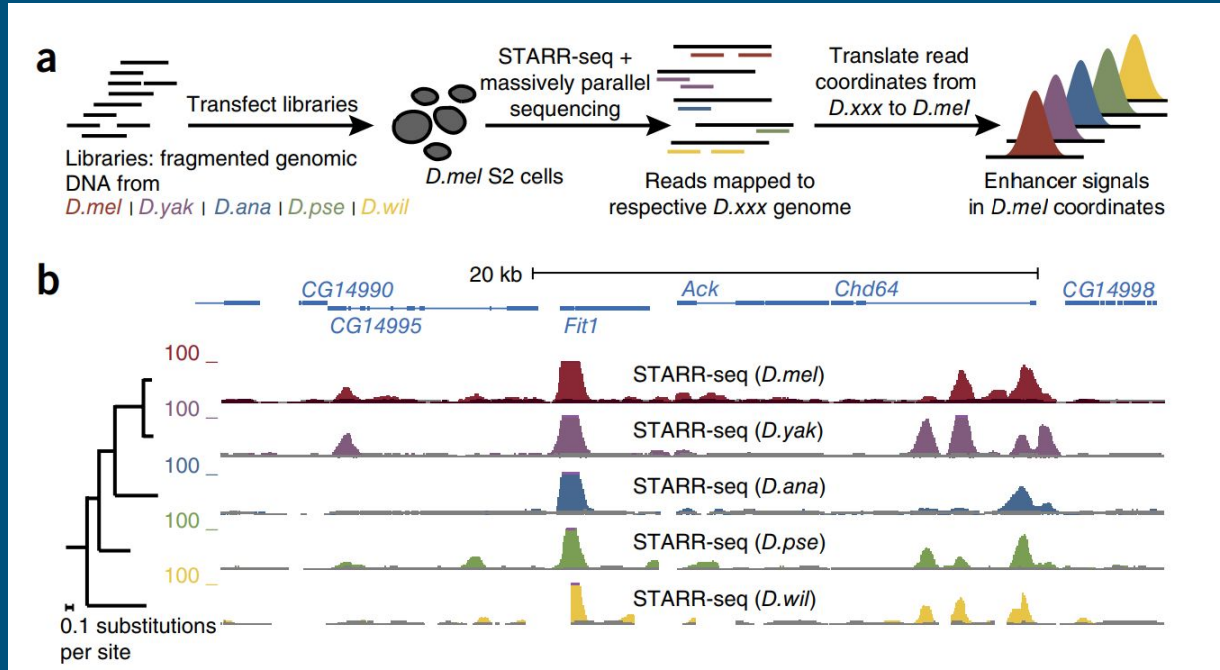 a
Transfect libraries
STARR-seq +
massively parallel
sequencing
Translate read
coordinates from
D.xxx to D.mel
Libraries: fragmented genomic
DNA from
D.mel | D.yak | D.ana | D.pse | D.wil
D.mel S2 cells
Reads mapped to
respective D.xxx genome
Enhancer signals
in D.mel coordinates
b
20 kb
CG14990
Ack
Chd64
CG14998
CG14995
Fit1
100
STARR-seq (D.mel)
100
STARR-seq (D.yak)
100
STARR-seq (D.ana)
100
STARR-seq (D.pse)
100
STARR-seq (D.wil)
0.1 substitutions
per site